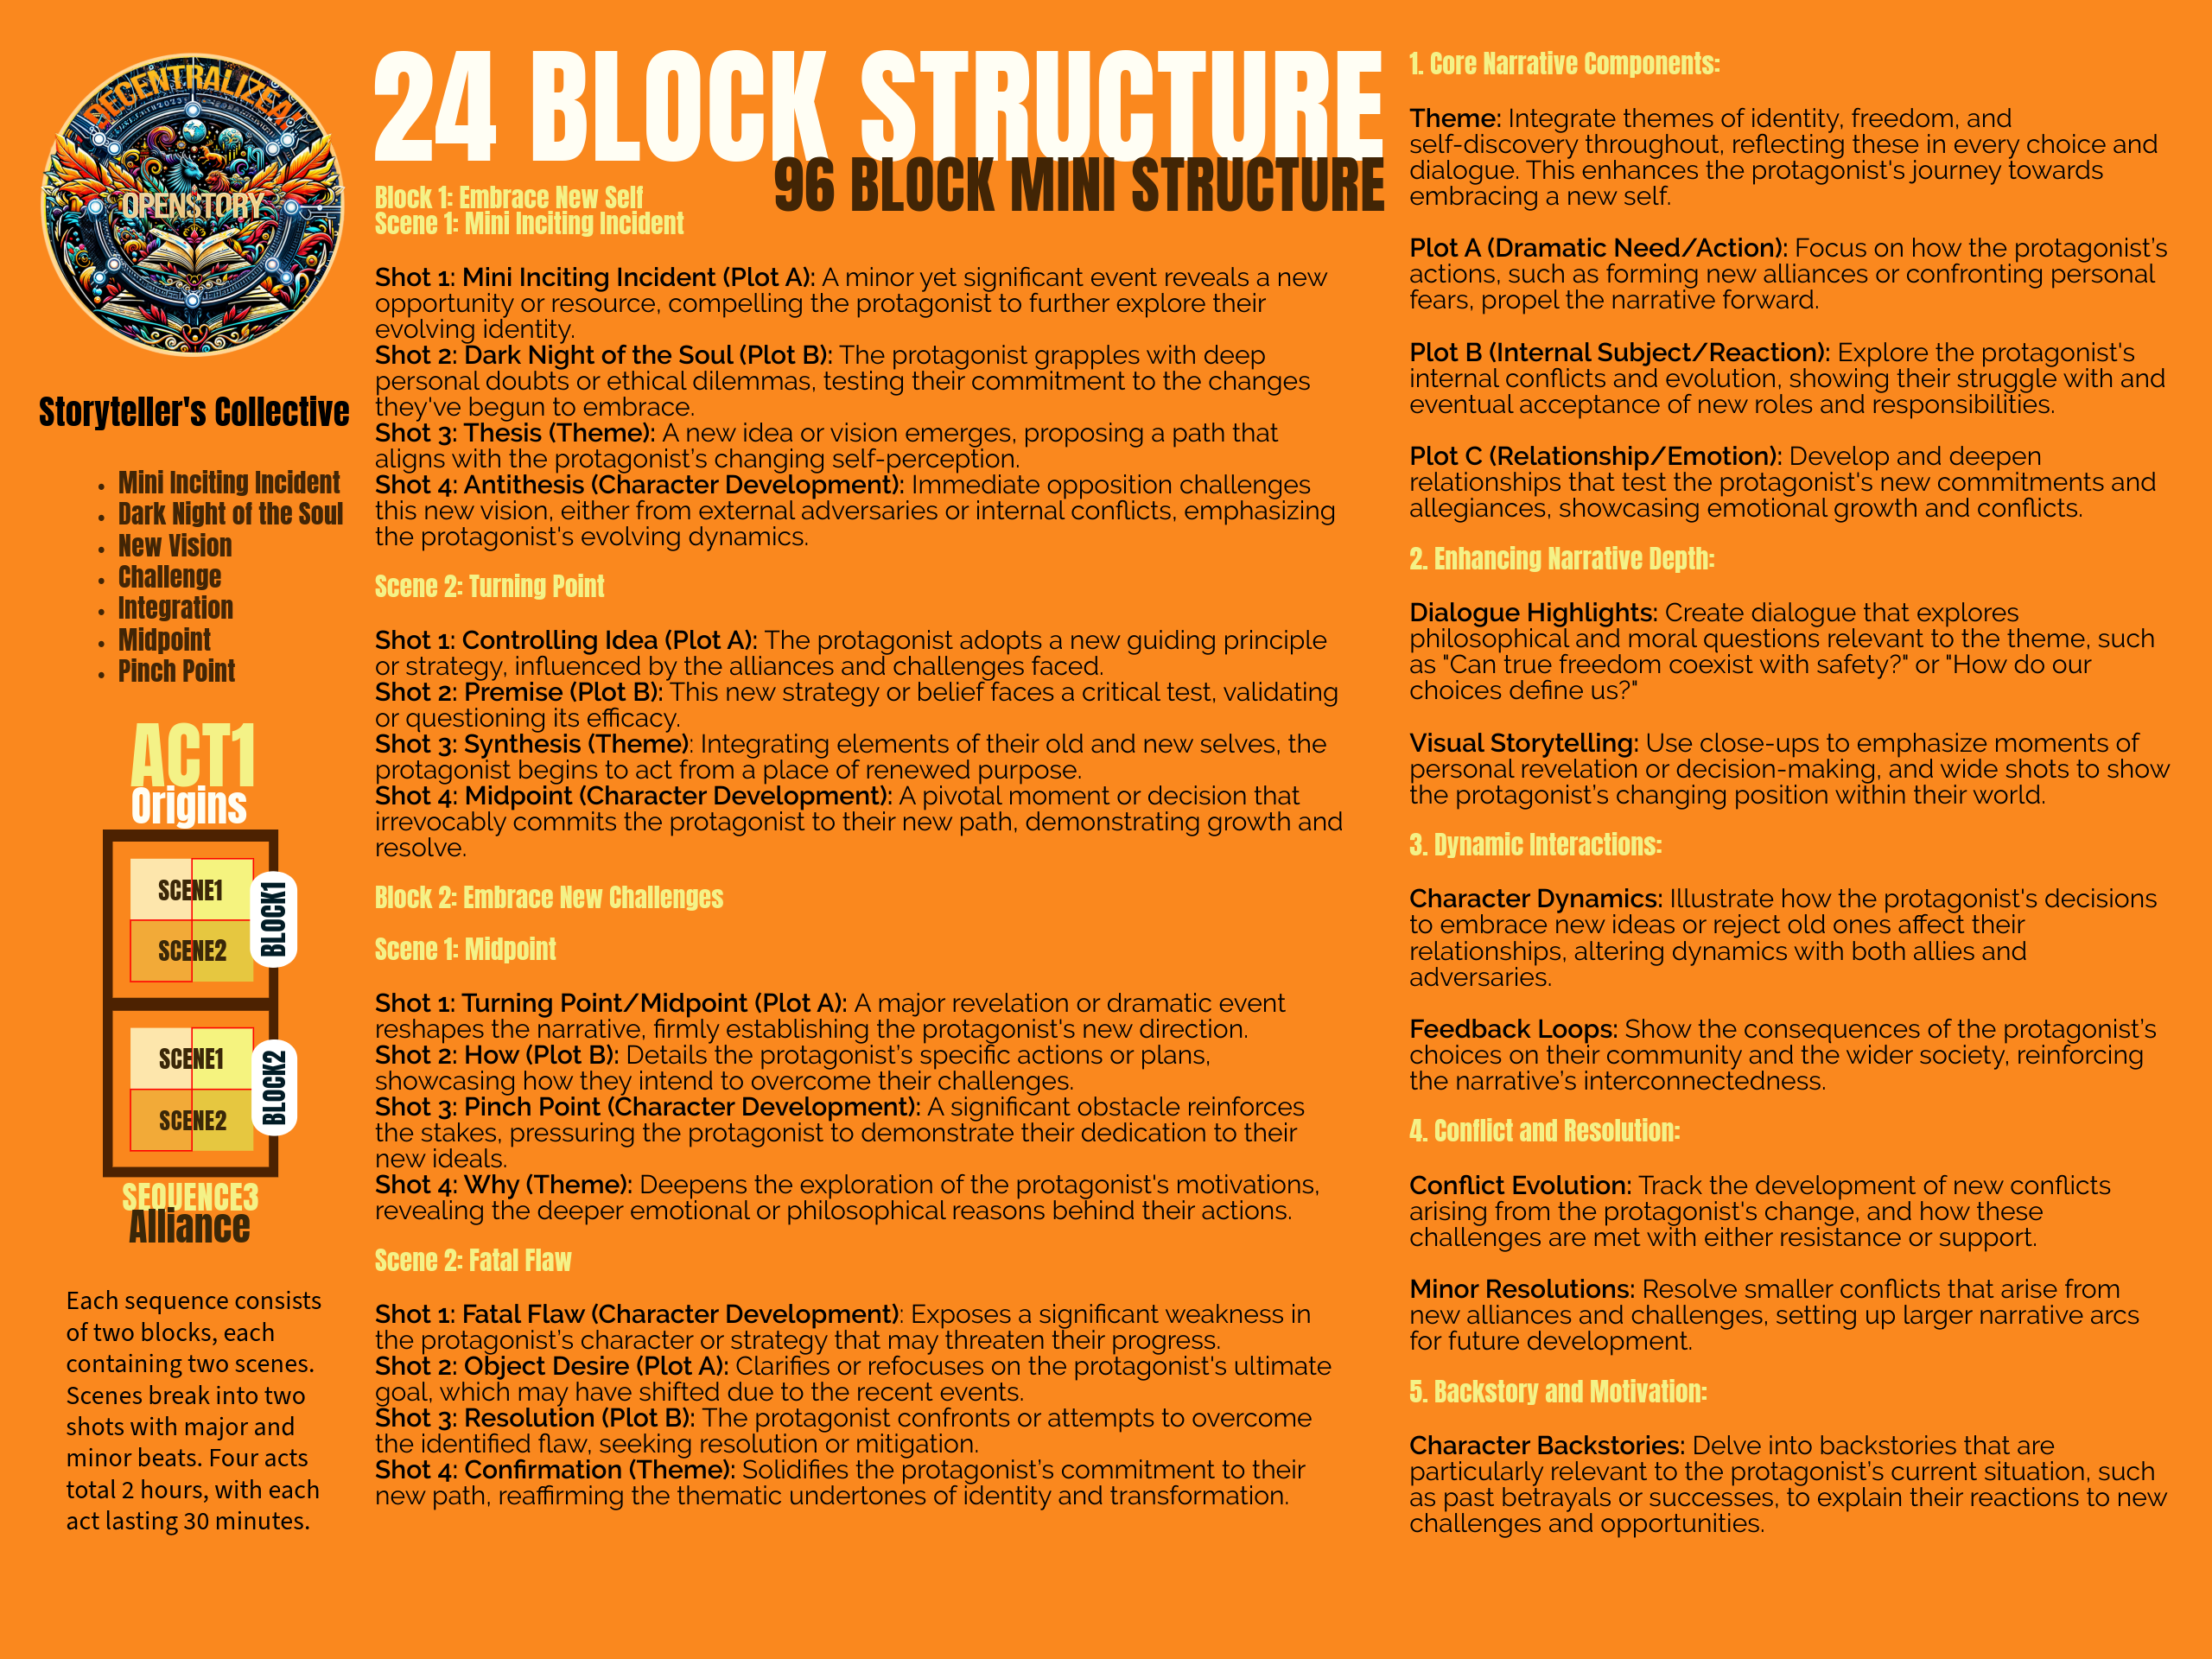 DECENTRALIZEAI
OPENSTORY
Storyteller's Collective
• Mini Inciting Incident
• Dark Night of the Soul
• New Vision
• Challenge
• Integration
• Midpoint
• Pinch Point
ACT1
Origins
SCENE1
SCENE2
BLOCK1
SCENE1
SCENE2
BLOCK2
SEQUENCE3
Alliance
Each sequence consists
of two blocks, each
containing two scenes.
Scenes break into two
shots with major and
minor beats. Four acts
total 2 hours, with each
act lasting 30 minutes.
24 BLOCK STRUCTURE
96 BLOCK MINI STRUCTURE
Block 1: Embrace New Self
Scene 1: Mini Inciting Incident
Shot 1: Mini Inciting Incident (Plot A): A minor yet significant event reveals a new
opportunity or resource, compelling the protagonist to further explore their
evolving identity.
Shot 2: Dark Night of the Soul (Plot B): The protagonist grapples with deep
personal doubts or ethical dilemmas, testing their commitment to the changes
they've begun to embrace.
Shot 3: Thesis (Theme): A new idea or vision emerges, proposing a path that
aligns with the protagonist's changing self-perception.
Shot 4: Antithesis (Character Development): Immediate opposition challenges
this new vision, either from external adversaries or internal conflicts, emphasizing
the protagonist's evolving dynamics.
Scene 2: Turning Point
Shot 1: Controlling Idea (Plot A): The protagonist adopts a new guiding principle
or strategy, influenced by the alliances and challenges faced.
Shot 2: Premise (Plot B): This new strategy or belief faces a critical test, validating
or questioning its efficacy.
Shot 3: Synthesis (Theme): Integrating elements of their old and new selves, the
protagonist begins to act from a place of renewed purpose.
Shot 4: Midpoint (Character Development): A pivotal moment or decision that
irrevocably commits the protagonist to their new path, demonstrating growth and
resolve.
Block 2: Embrace New Challenges
Scene 1: Midpoint
Shot 1: Turning Point/Midpoint (Plot A): A major revelation or dramatic event
reshapes the narrative, firmly establishing the protagonist's new direction.
Shot 2: How (Plot B): Details the protagonist's specific actions or plans,
showcasing how they intend to overcome their challenges.
Shot 3: Pinch Point (Character Development): A significant obstacle reinforces
the stakes, pressuring the protagonist to demonstrate their dedication to their
new ideals.
Shot 4: Why (Theme): Deepens the exploration of the protagonist's motivations,
revealing the deeper emotional or philosophical reasons behind their actions.
Scene 2: Fatal Flaw
Shot 1: Fatal Flaw (Character Development): Exposes a significant weakness in
the protagonist's character or strategy that may threaten their progress.
Shot 2: Object Desire (Plot A): Clarifies or refocuses on the protagonist's ultimate
goal, which may have shifted due to the recent events.
Shot 3: Resolution (Plot B): The protagonist confronts or attempts to overcome
the identified flaw, seeking resolution or mitigation.
Shot 4: Confirmation (Theme): Solidifies the protagonist's commitment to their
new path, reaffirming the thematic undertones of identity and transformation.
1. Core Narrative Components:
Theme: Integrate themes of identity, freedom, and
self-discovery throughout, reflecting these in every choice and
dialogue. This enhances the protagonist's journey towards
embracing a new self.
Plot A (Dramatic Need/Action): Focus on how the protagonist's
actions, such as forming new alliances or confronting personal
fears, propel the narrative forward.
Plot B (Internal Subject/Reaction): Explore the protagonist's
internal conflicts and evolution, showing their struggle with and
eventual acceptance of new roles and responsibilities.
Plot C (Relationship/Emotion): Develop and deepen
relationships that test the protagonist's new commitments and
allegiances, showcasing emotional growth and conflicts.
2. Enhancing Narrative Depth:
Dialogue Highlights: Create dialogue that explores
philosophical and moral questions relevant to the theme, such
as "Can true freedom coexist with safety?" or "How do our
choices define us?"
Visual Storytelling: Use close-ups to emphasize moments of
personal revelation or decision-making, and wide shots to show
the protagonist's changing position within their world.
3. Dynamic Interactions:
Character Dynamics: Illustrate how the protagonist's decisions
to embrace new ideas or reject old ones affect their
relationships, altering dynamics with both allies and
adversaries.
Feedback Loops: Show the consequences of the protagonist's
choices on their community and the wider society, reinforcing
the narrative's interconnectedness.
4. Conflict and Resolution:
Conflict Evolution: Track the development of new conflicts
arising from the protagonist's change, and how these
challenges are met with either resistance or support.
Minor Resolutions: Resolve smaller conflicts that arise from
new alliances and challenges, setting up larger narrative arcs
for future development.
5. Backstory and Motivation:
Character Backstories: Delve into backstories that are
particularly relevant to the protagonist's current situation, such
as past betrayals or successes, to explain their reactions to new
challenges and opportunities.